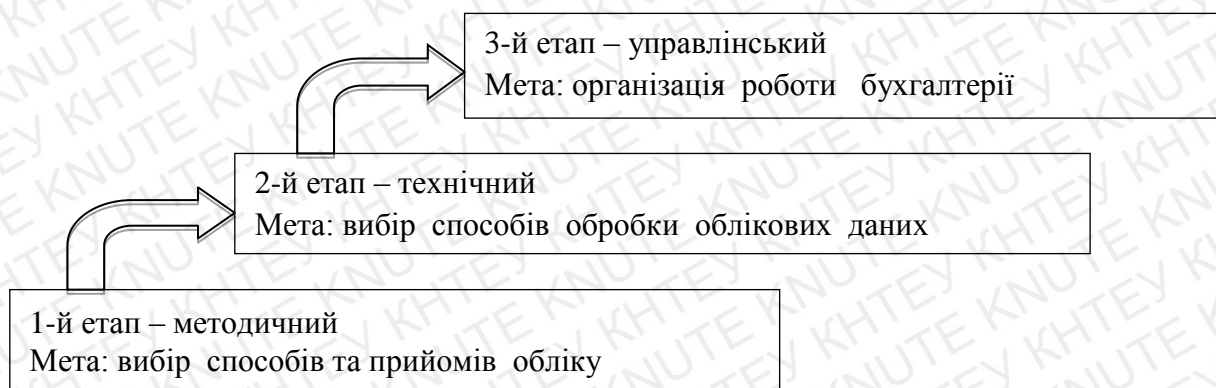 3-й етап – управлінський
Мета: організація роботи бухгалтерії
2-й етап – технічний
Мета: вибір способів обробки облікових даних
1-й етап – методичний
Мета: вибір способів та прийомів обліку